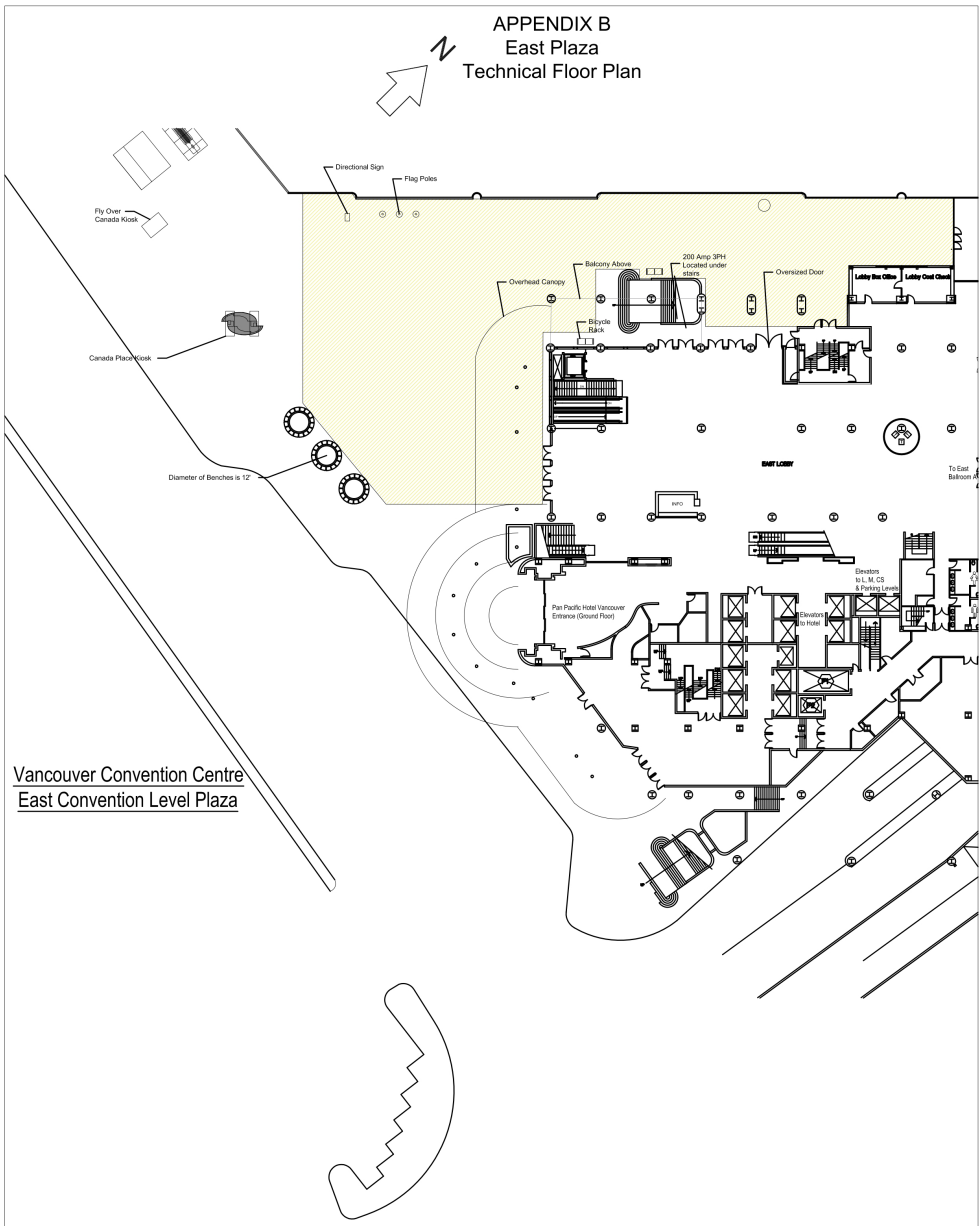 APPENDIX B
East Plaza
Technical Floor Plan
N
Directional Sign
Flag Poles
Fly Over
Canada Kiosk
Balcony Above
200 Amp 3PH
Located under
stairs
Oversized Door
Lobby Box Office
Lobby Coat Check
Overhead Canopy
Bicycle
Rack
Canada Place Kiosk
EAST LOBBY
To East
Ballroom A
Diameter of Benches is 12'
INFO
Elevators
to L, M, CS
& Parking Levels
Pan Pacific Hotel Vancouver
Entrance (Ground Floor)
Elevators
to Hotel
Vancouver Convention Centre
East Convention Level Plaza